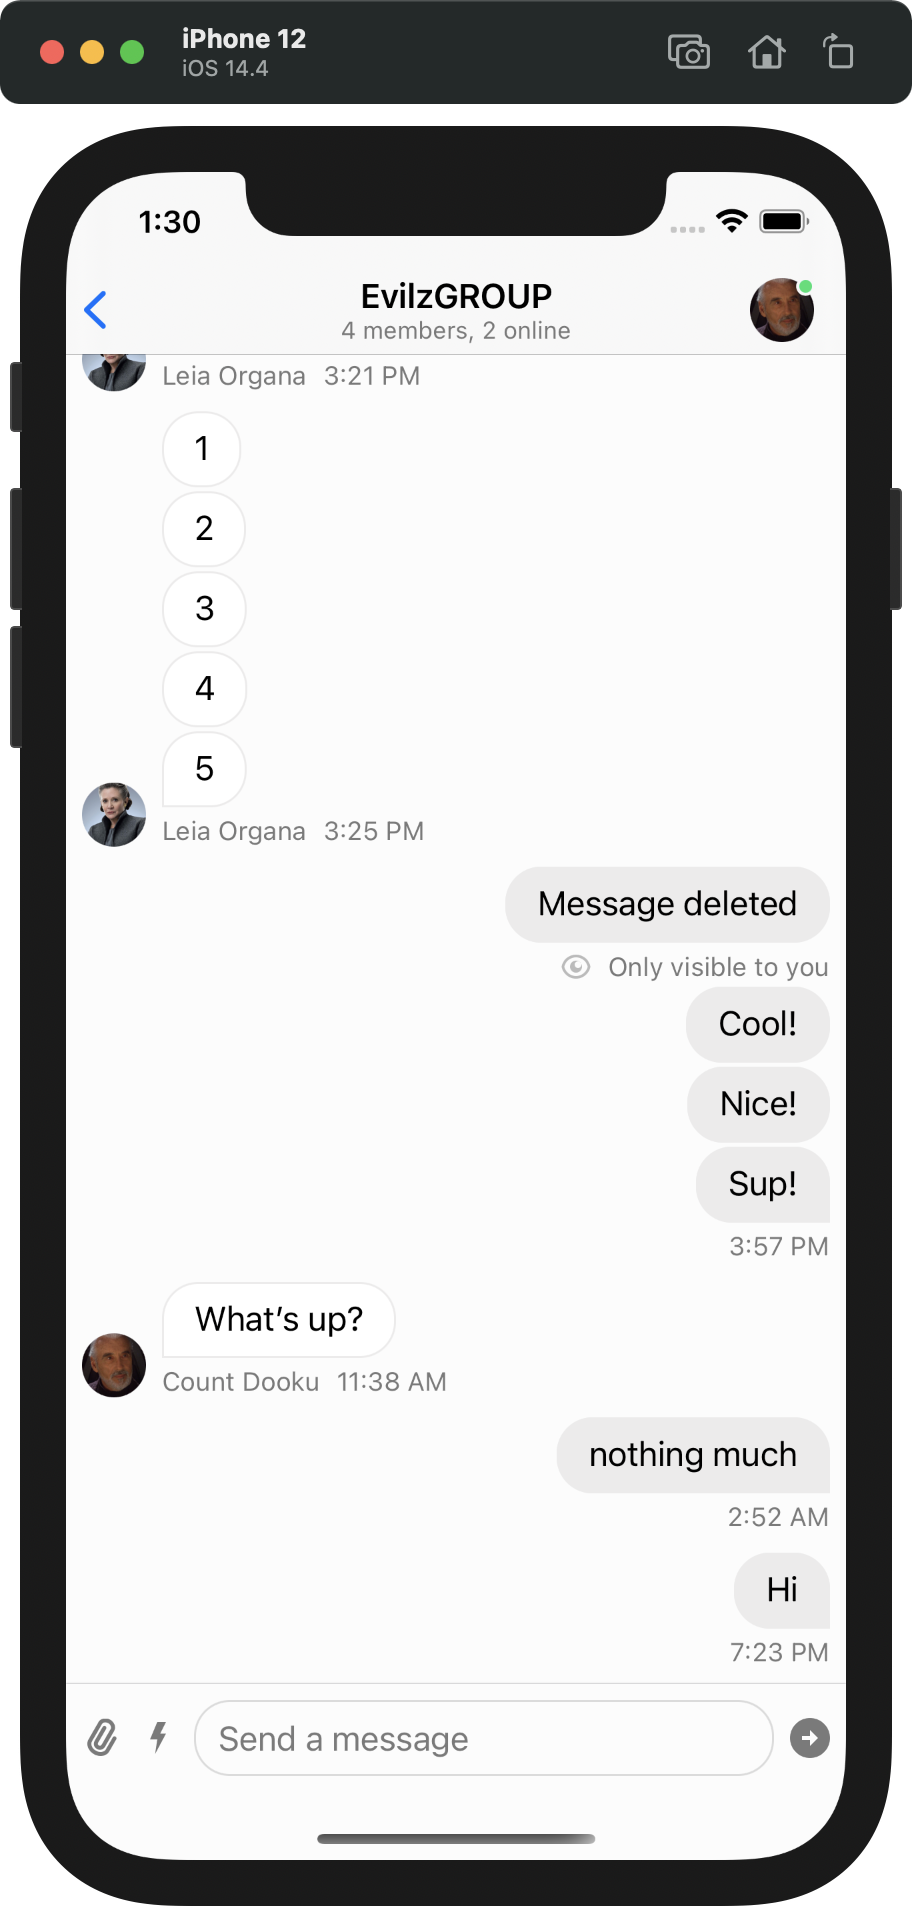 iPhone 12
iOS 14.4
1:30
EvilzGROUP
4 members, 2 online
Leia Organa 3:21 PM
1
2
3
4
5
Leia Organa 3:25 PM
Message deleted
Only visible to you
Cool!
Nice!
Sup!
3:57 PM
What’s up?
Count Dooku 11:38 AM
nothing much
2:52 AM
Hi
7:23 PM
Send a message